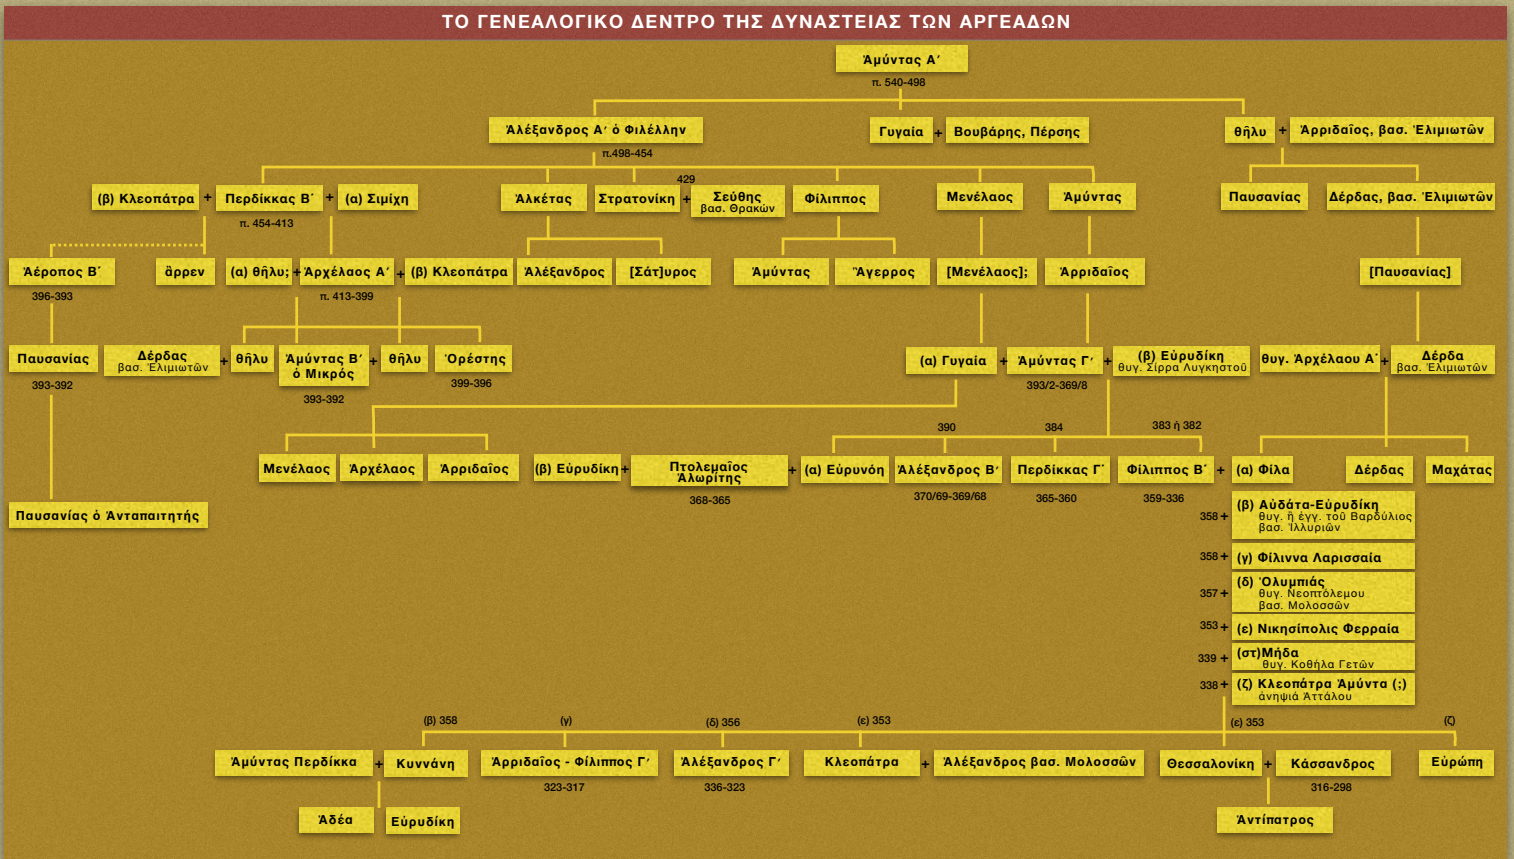 ΤΟ ΓΕΝΕΑΛΟΓΙΚΟ ΔΕΝΤΡΟ ΤΗΣ ΔΥΝΑΣΤΕΙΑΣ ΤΩΝ ΑΡΓΕΑΔΩΝ
Ἀμύντας Α′
π. 540-498
Ἀλέξανδρος Α′ ὁ Φιλέλλην
Γυγαία + Βουβάρης, Πέρσης
θῆλυ + Ἀρριδαῖος, βασ. Ἐλιμιωτῶν
π.498-454
429
(β) Κλεοπάτρα + Περδίκκας Β΄ + (α) Σιμίχη
Ἀλκέτας
Στρατονίκη + Σεύθης
βασ. Θρακών
Φίλιππος
Μενέλαος
Ἀμύντας
Παυσανίας
Δέρδας, βασ. Ἐλιμιωτῶν
π. 454-413
Ἀέροπος Β΄
ἂρρεν
(α) θῆλυ; + Ἀρχέλαος Α′ + (β) Κλεοπάτρα
Ἀλέξανδρος
[Σάτ]υρος
Ἀμύντας
Ἄγερρος
[Μενέλαος];
Ἀρριδαῖος
[Παυσανίας]
396-393
π. 413-399
Παυσανίας
Δέρδας
βασ. Ἐλιμιωτῶν
+ θῆλυ
Ἀμύντας Β′
ὁ Μικρός
+ θῆλυ
Ὀρέστης
(α) Γυγαία + Ἀμύντας Γ′ + (β) Εὐρυδίκη
θυγ. Σίρρα Λυγκηστοῦ
θυγ. Ἀρχέλαου Α΄ + Δέρδα
βασ. Ἐλιμιωτῶν
393-392
393-392
399-396
393/2-369/8
390
384
383 ἠ 382
Μενέλαος
Ἀρχέλαος
Ἀρριδαῖος
(β) Εὐρυδίκη + Πτολεμαῖος
Ἀλωρίτης
+ (α) Εὐρυνόη
Ἀλέξανδρος Β′
Περδίκκας Γ΄
Φίλιππος Β΄ + (α) Φίλα
Δέρδας
Μαχάτας
368-365
370/69-369/68
365-360
359-336
Παυσανίας ὁ Ἀνταπαιτητής
358 + (β) Αὐδάτα-Εὐρυδίκη
θυγ. ἢ ἐγγ. τοῦ Βαρδύλιος
βασ. Ἰλλυριῶν
358 + (γ) Φίλιννα Λαρισσαία
357 + (δ) Ὀλυμπιάς
θυγ. Νεοπτόλεμου
βασ. Μολοσσῶν
353 + (ε) Νικησίπολις Φερραία
339 + (στ)Μήδα
θυγ. Κοθήλα Γετῶν
338 + (ζ) Κλεοπάτρα Ἀμύντα (;)
ἀνηψιά Ἀττάλου
(β) 358
(γ)
(δ) 356
(ε) 353
(ε) 353
(ζ)
Ἀμύντας Περδίκκα + Κυννάνη
Ἀρριδαῖος - Φίλιππος Γ′
Ἀλέξανδρος Γ′
Κλεοπάτρα + Ἀλέξανδρος βασ. Μολοσσῶν
Θεσσαλονίκη + Κάσσανδρος
Εὐρώπη
323-317
336-323
316-298
Ἀδέα
Εὐρυδίκη
Ἀντίπατρος